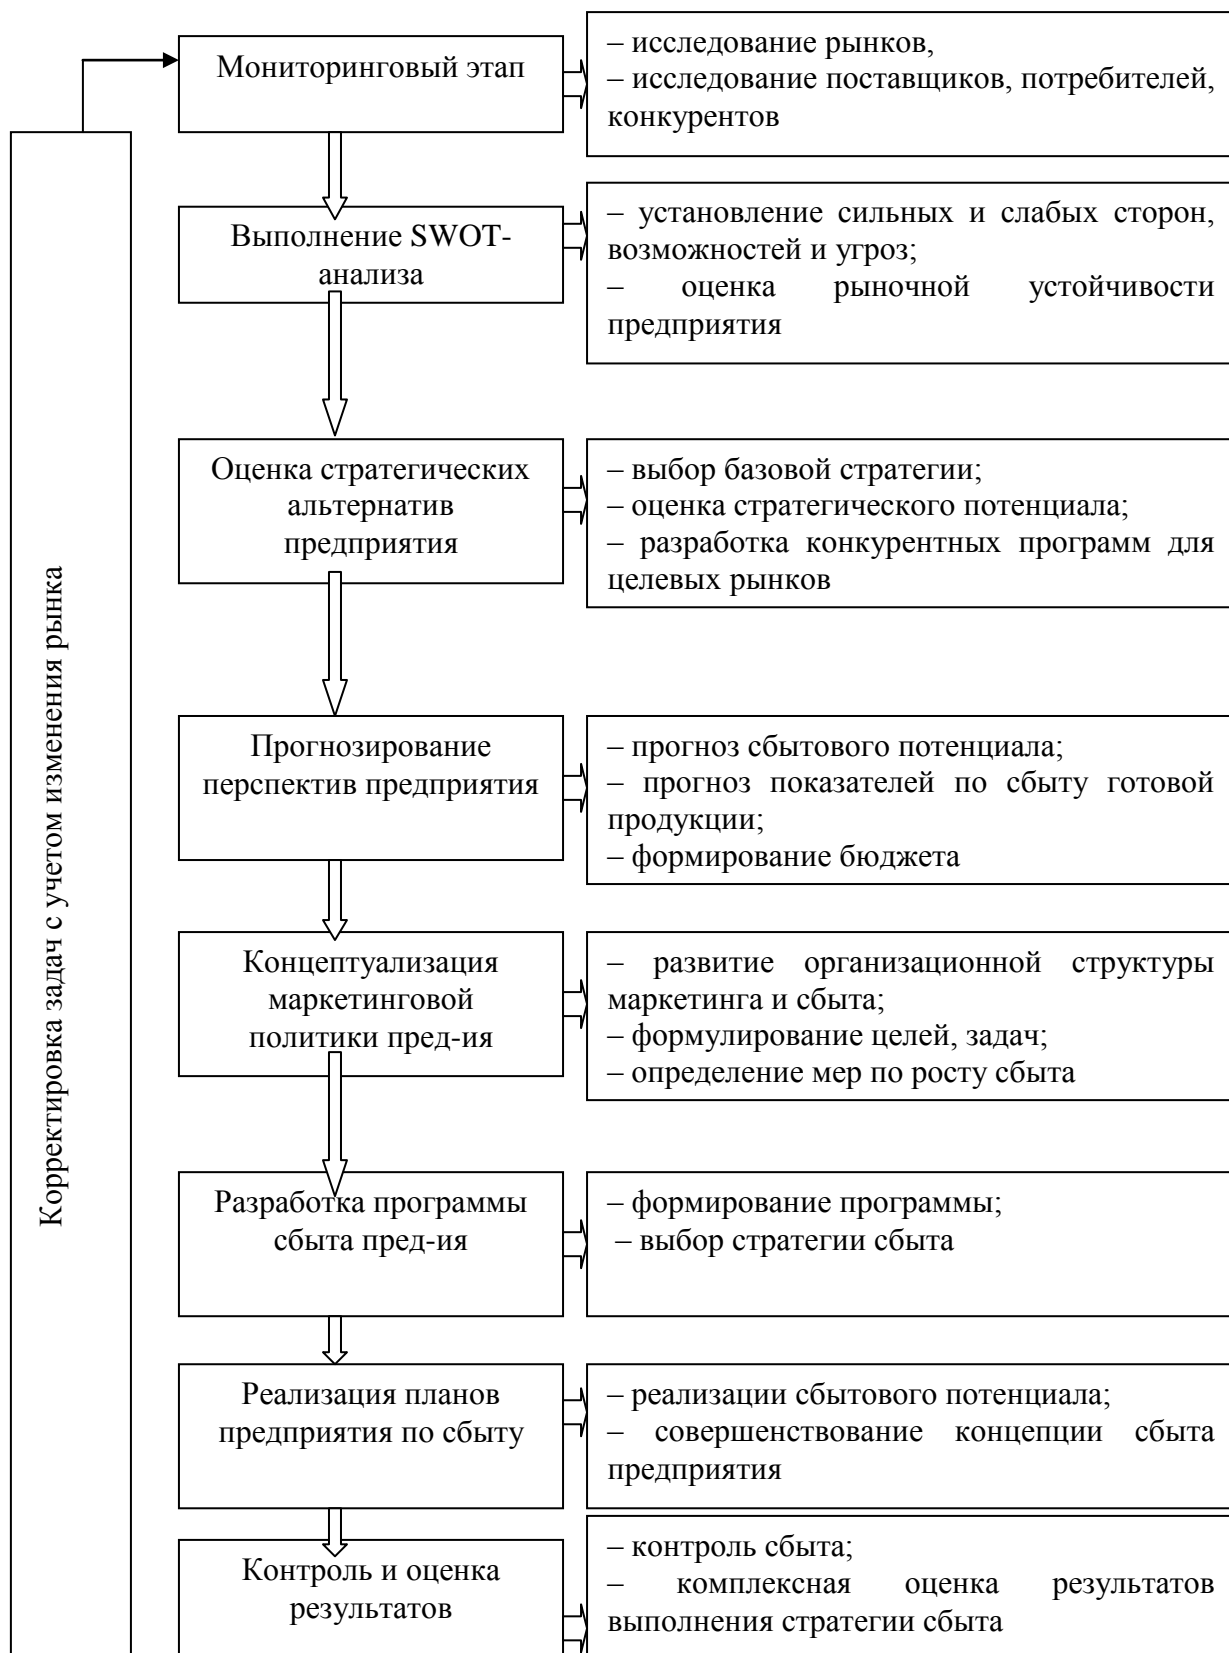 Корректировка задач с учетом изменения рынка
Мониторинговый этап
– исследование рынков,
– исследование поставщиков, потребителей,
конкурентов
Выполнение SWOT-
анализа
– установление сильных и слабых сторон,
возможностей и угроз;
– оценка рыночной устойчивости
предприятия
Оценка стратегических
альтернатив
предприятия
– выбор базовой стратегии;
– оценка стратегического потенциала;
– разработка конкурентных программ для
целевых рынков
Прогнозирование
перспектив предприятия
– прогноз сбытового потенциала;
– прогноз показателей по сбыту готовой
продукции;
– формирование бюджета
Концептуализация
маркетинговой
политики пред-ия
– развитие организационной структуры
маркетинга и сбыта;
– формулирование целей, задач;
– определение мер по росту сбыта
Разработка программы
сбыта пред-ия
– формирование программы;
– выбор стратегии сбыта
Реализация планов
предприятия по сбыту
– реализации сбытового потенциала;
– совершенствование концепции сбыта
предприятия
Контроль и оценка
результатов
– контроль сбыта;
– комплексная оценка результатов
выполнения стратегии сбыта